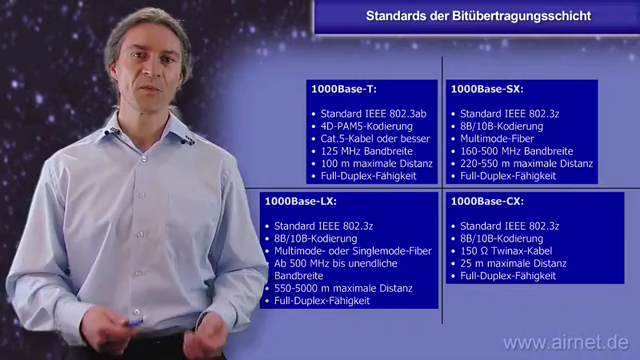 Standards der Bitübertragungsschicht
1000Base-T:
• Standard IEEE 802.3ab
• 4D-PAM5-Kodierung
• Cat.5-Kabel oder besser
• 125 MHz Bandbreite
• 100 m maximale Distanz
• Full-Duplex-Fähigkeit
1000Base-SX:
• Standard IEEE 802.3z
• 8B/10B-Kodierung
• Multimode-Fiber
• 160-500 MHz Bandbreite
• 220-550 m maximale Distanz
• Full-Duplex-Fähigkeit
1000Base-LX:
• Standard IEEE 802.3z
• 8B/10B-Kodierung
• Multimode- oder Singlemode-Fiber
Ab 500 MHz bis unendliche
Bandbreite
• 550-5000 m maximale Distanz
• Full-Duplex-Fähigkeit
1000Base-CX:
• Standard IEEE 802.3z
• 8B/10B-Kodierung
• 150 Ω Twinax-Kabel
• 25 m maximale Distanz
• Full-Duplex-Fähigkeit
www.airnet.de